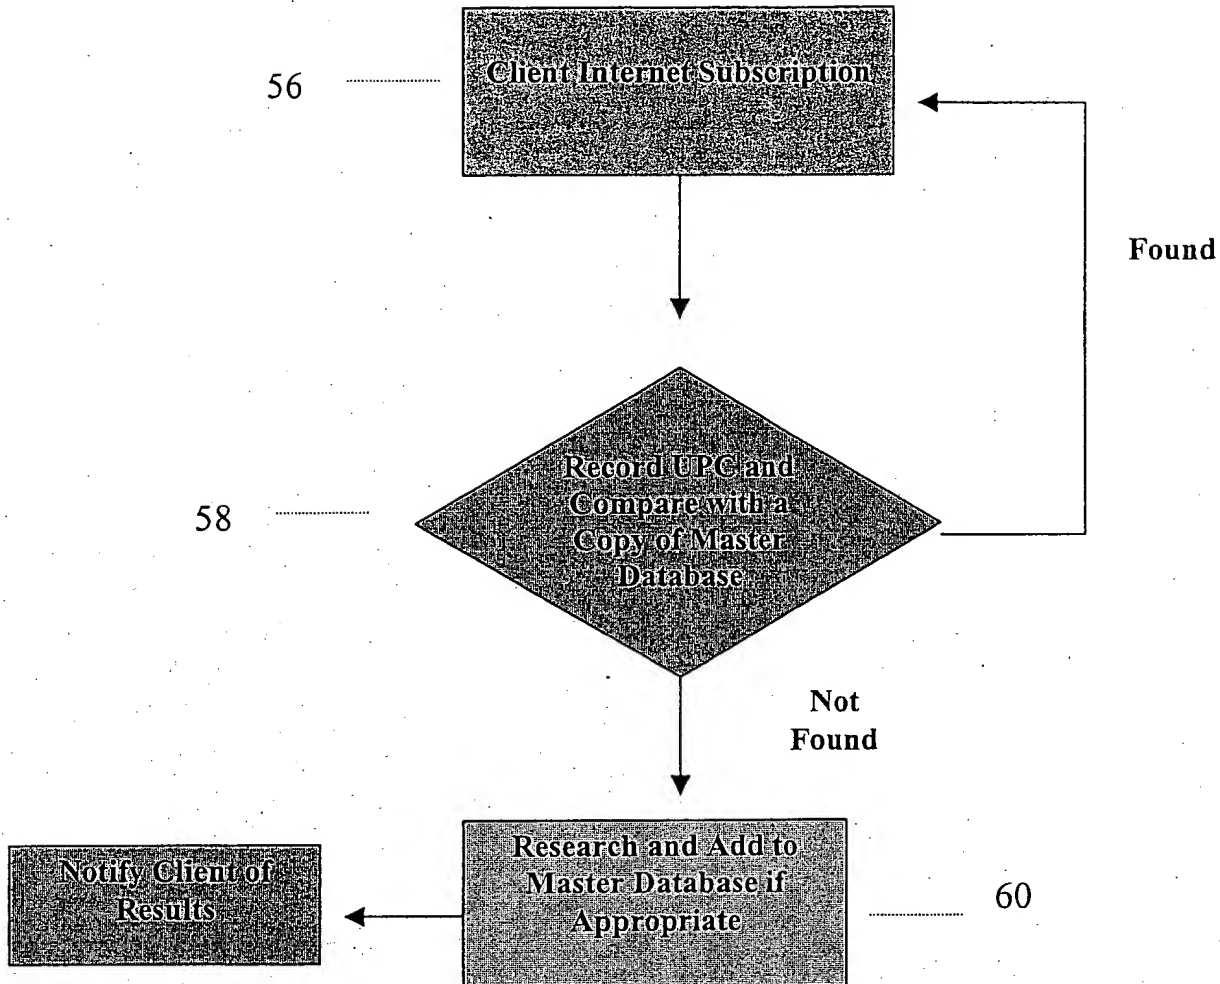 Client Internet Subscription
56
Found
Record UPC and
Compare with a
Copy of Master
Database
58
Not
Found
Research and Add to
Master Database if
Appropriate
60
Notify Client of
Results